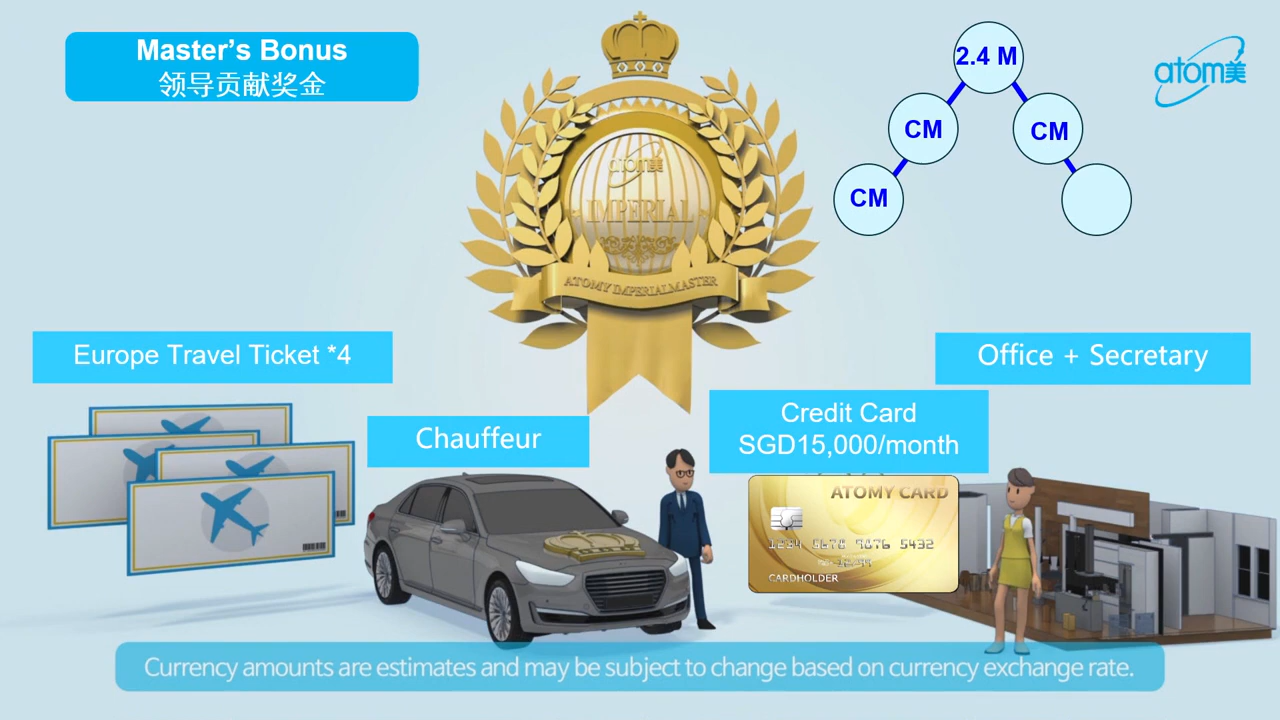 Master’s Bonus
领导贡献奖金
2.4 M
CM
CM
CM
atom美
atom美
IMPERIAL
ATOMY IMPERIALMASTER
Europe Travel Ticket *4
Chauffeur
Credit Card
SGD15,000/month
Office + Secretary
ATOMY CARD
1234 5678 9876 5432
CARDHOLDER
Currency amounts are estimates and may be subject to change based on currency exchange rate.